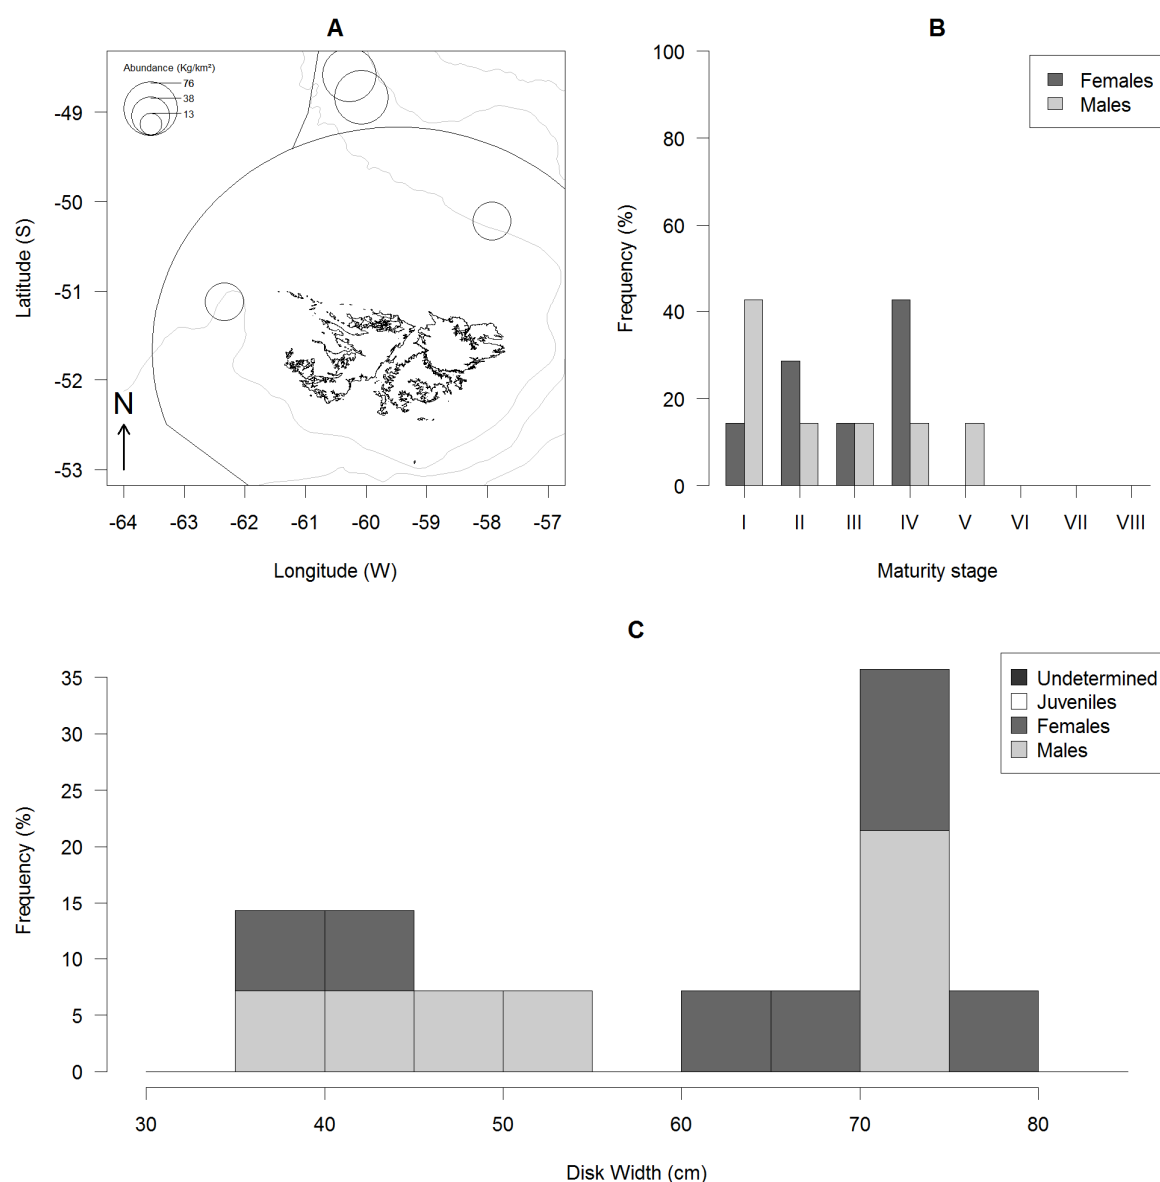 A
Abundance (Kg/km²)
76
38
13
-49
-50
-51
-52
-53
Latitude (S)
N
-64 -63 -62 -61 -60 -59 -58 -57
Longitude (W)
B
Females
Males
100
80
60
40
20
0
Frequency (%)
I II III IV V VI VII VIII
Maturity stage
C
Undetermined
Juveniles
Females
Males
35
30
25
20
15
10
5
0
Frequency (%)
30 40 50 60 70 80
Disk Width (cm)